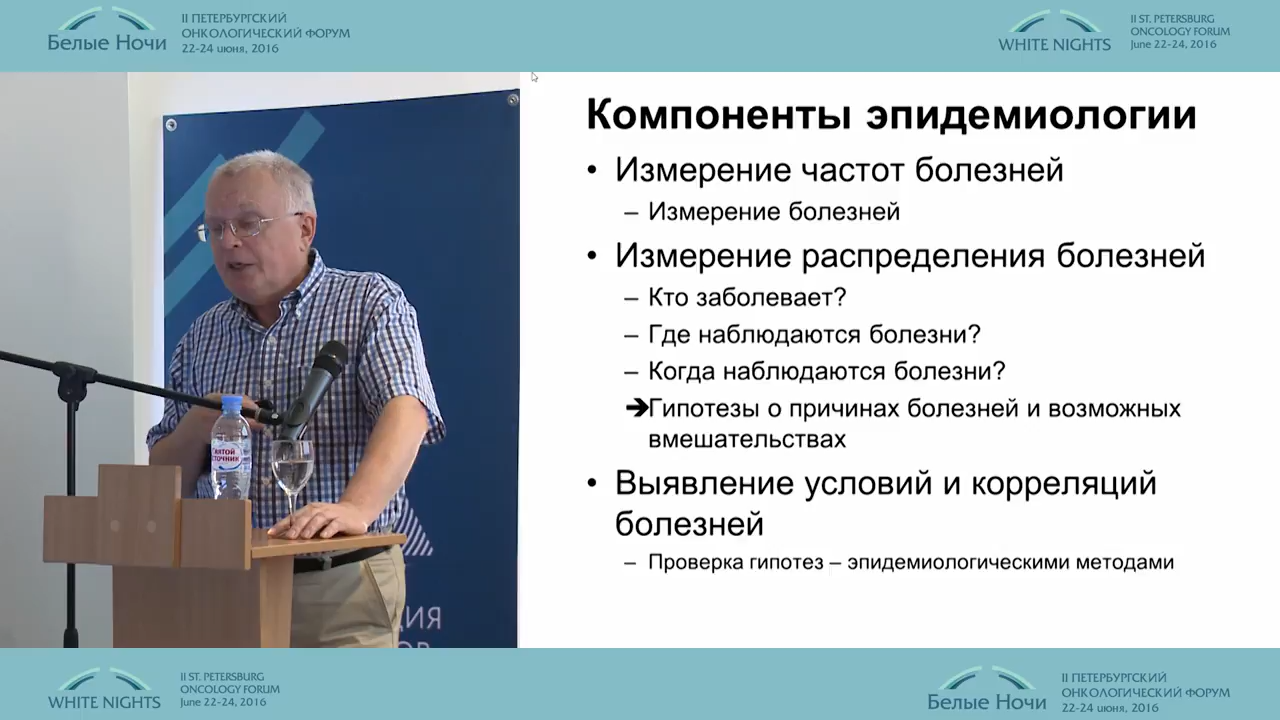 Белые Ночи
II ПЕТЕРБУРГСКИЙ
ОНКОЛОГИЧЕСКИЙ ФОРУМ
22-24 июня, 2016
WHITE NIGHTS
II ST. PETERSBURG
ONCOLOGY FORUM
June 22-24, 2016
Компоненты эпидемиологии
• Измерение частот болезней
– Измерение болезней
• Измерение распределения болезней
– Кто заболевает?
– Где наблюдаются болезни?
– Когда наблюдаются болезни?
➔Гипотезы о причинах болезней и возможных
вмешательствах
• Выявление условий и корреляций
болезней
– Проверка гипотез – эпидемиологическими методами
WHITE NIGHTS
II ST. PETERSBURG
ONCOLOGY FORUM
June 22-24, 2016
Белые Ночи
II ПЕТЕРБУРГСКИЙ
ОНКОЛОГИЧЕСКИЙ ФОРУМ
22-24 июня, 2016